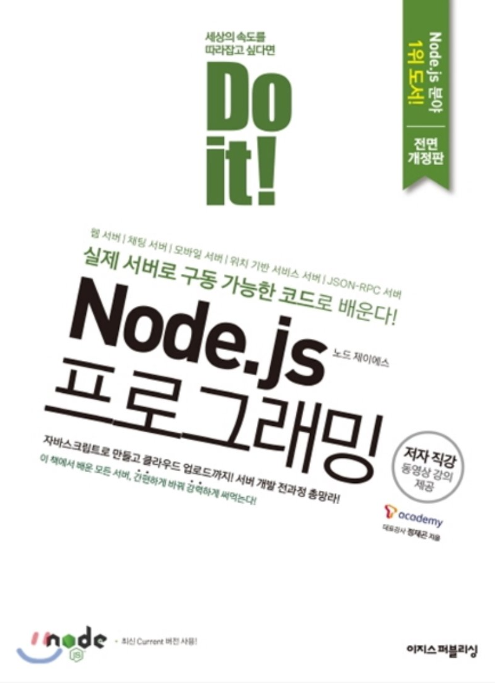 세상의 속도를
따라잡고 싶다면
Do
it!
Node.js 분야
1위 도서!
전면
개정판
웹 서버 | 채팅 서버 | 모바일 서버 | 위치 기반 서비스 서버 | JSON-RPC 서버
실제 서버로 구동 가능한 코드로 배운다!
Node.js
노드 제이에스
프로그래밍
자바스크립트로 만들고 클라우드 업로드까지! 서버 개발 전과정 총망라!
이 책에서 배운 모든 서버, 간편하게 바꿔 강력하게 써먹는다!
저자 직강
동영상 강의
제공
T academy
대표강사 정재곤 지음
node
JS
- 최신 Current 버전 사용!
이지스 퍼블리싱